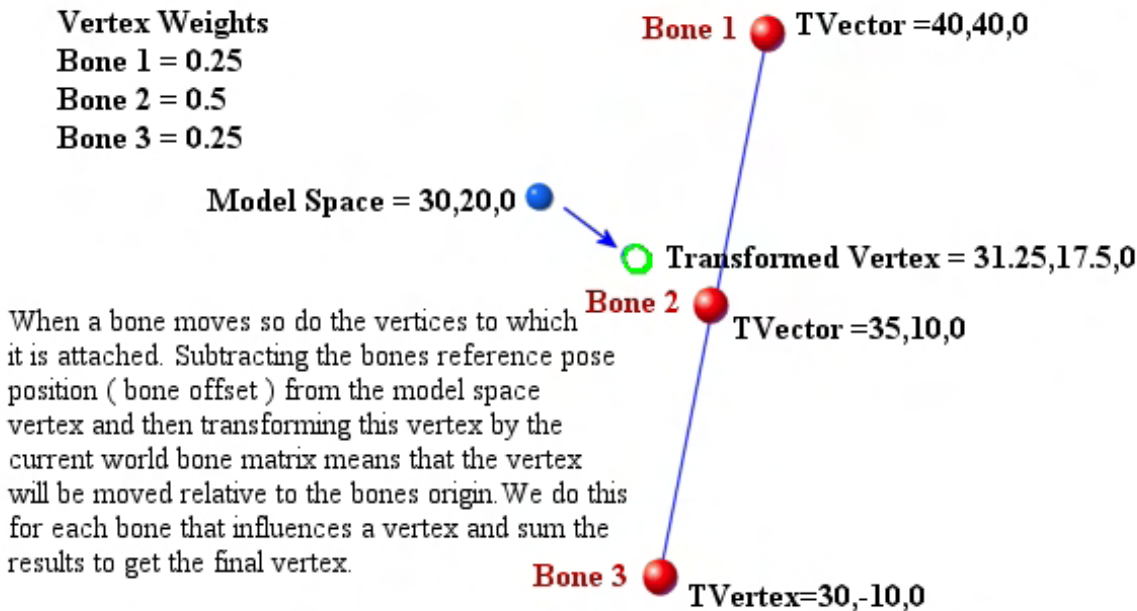 Vertex Weights
Bone 1 = 0.25
Bone 2 = 0.5
Bone 3 = 0.25
Bone 1
TVector =40,40,0
Model Space = 30,20,0
Transformed Vertex = 31.25,17.5,0
Bone 2
TVector =35,10,0
When a bone moves so do the vertices to which
it is attached. Subtracting the bones reference pose
position ( bone offset ) from the model space
vertex and then transforming this vertex by the
current world bone matrix means that the vertex
will be moved relative to the bones origin.We do this
for each bone that influences a vertex and sum the
results to get the final vertex.
Bone 3
TVertex=30,-10,0